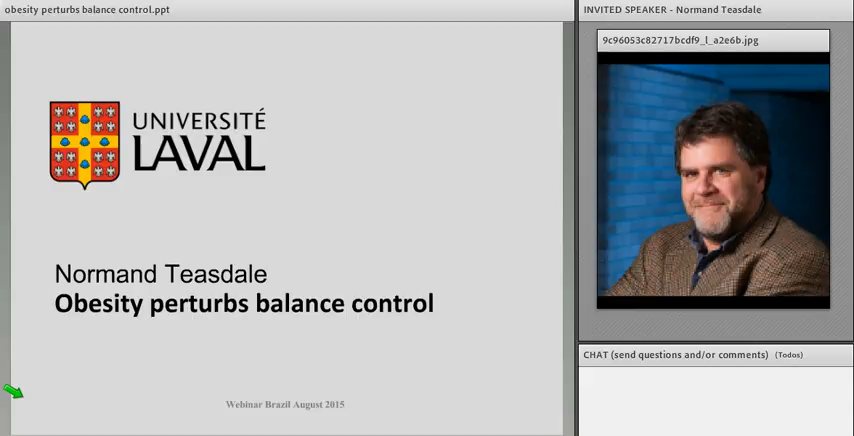 obesity perturbs balance control.ppt
UNIVERSITÉ
LAVAL
Normand Teasdale
Obesity perturbs balance control
Webinar Brazil August 2015
INVITED SPEAKER - Normand Teasdale
9c96053c82717bcdf9_l_a2e6b.jpg
CHAT (send questions and/or comments) (Todos)